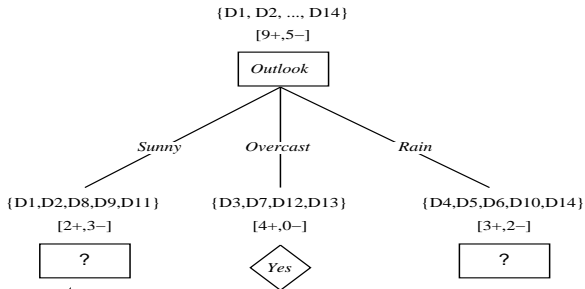 {D1, D2, ..., D14}
[9+,5−]
Outlook
Sunny Overcast Rain
{D1,D2,D8,D9,D11} {D3,D7,D12,D13} {D4,D5,D6,D10,D14}
[2+,3−] [4+,0−] [3+,2−]
? Yes ?